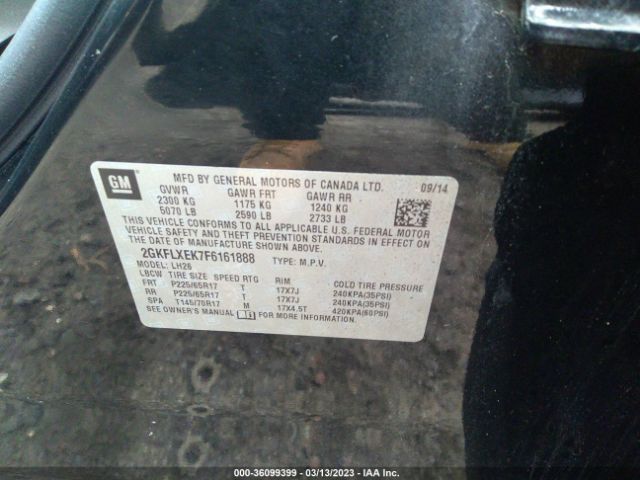 GM
MFD BY GENERAL MOTORS OF CANADA LTD. 09/14
GVWR GAWR FRT GAWR RR
2300 KG 1175 KG 1240 KG
5070 LB 2590 LB 2733 LB
THIS VEHICLE CONFORMS TO ALL APPLICABLE U.S. FEDERAL MOTOR
VEHICLE SAFETY AND THEFT PREVENTION STANDARDS IN EFFECT ON
THE DATE OF MANUFACTURE SHOWN ABOVE.
2GKFLXEK7F6161888 TYPE: M.P.V.
MODEL: LH26
LBCW TIRE SIZE SPEED RTG RIM COLD TIRE PRESSURE
FRT P225/65R17 T 17X7J 240KPA(35PSI)
RR P225/65R17 T 17X7J 240KPA(35PSI)
SPA T145/70R17 M 17X4.5T 420KPA(60PSI)
SEE OWNER'S MANUAL FOR MORE INFORMATION.
000-36099399 — 03/13/2023 — IAA Inc.